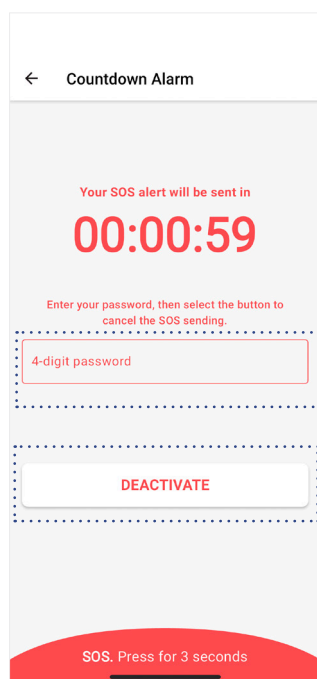 Countdown Alarm
Your SOS alert will be sent in
00:00:59
Enter your password, then select the button to
cancel the SOS sending.
4-digit password
DEACTIVATE
SOS. Press for 3 seconds